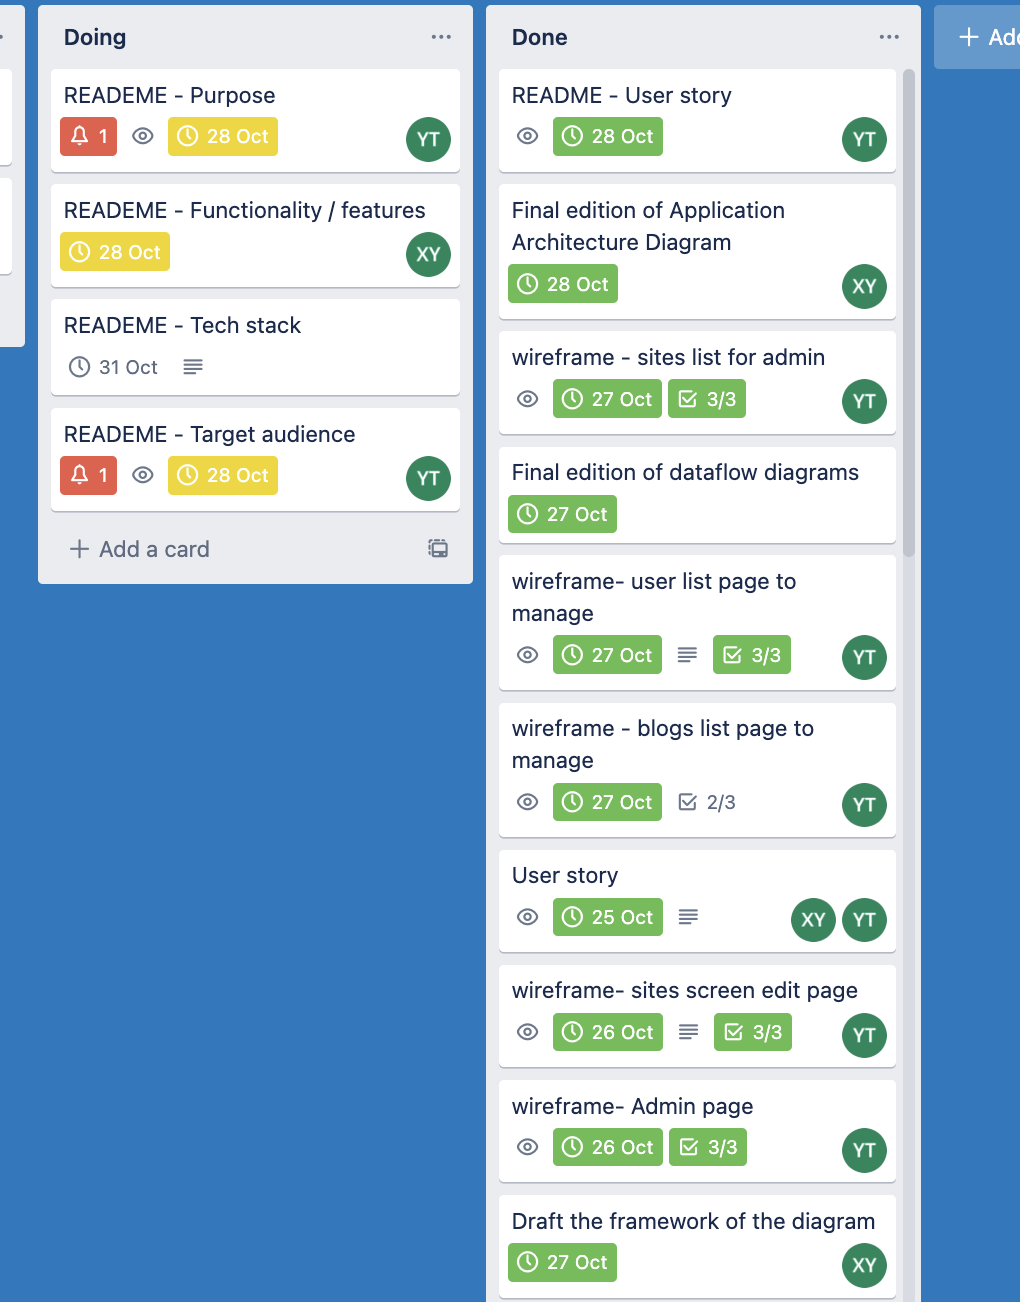 Doing
READEME - Purpose
1 28 Oct YT
READEME - Functionality / features
28 Oct XY
READEME - Tech stack
31 Oct
READEME - Target audience
1 28 Oct YT
+ Add a card
Done
README - User story
28 Oct YT
Final edition of Application
Architecture Diagram
28 Oct XY
wireframe - sites list for admin
27 Oct 3/3 YT
Final edition of dataflow diagrams
27 Oct
wireframe- user list page to
manage
27 Oct 3/3 YT
wireframe - blogs list page to
manage
27 Oct 2/3 YT
User story
25 Oct XY YT
wireframe- sites screen edit page
26 Oct 3/3 YT
wireframe- Admin page
26 Oct 3/3 YT
Draft the framework of the diagram
27 Oct XY
+ Add